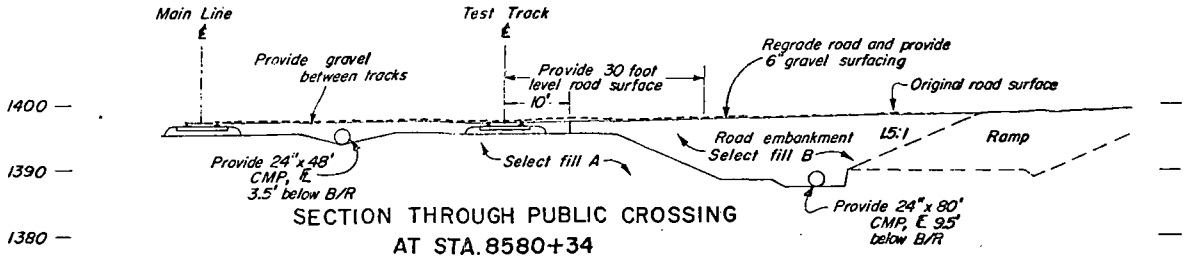 Main Line
℄
Test Track
℄
Provide gravel
between tracks
Provide 30 foot
level road surface
10'
Regrade road and provide
6" gravel surfacing
Original road surface
1400
1390
1380
Provide 24" x 48'
CMP, ℄
3.5' below B/R
Select fill A
Road embankment
Select fill B
1.5:1
Ramp
Provide 24" x 80'
CMP, ℄ 9.5'
below B/R
SECTION THROUGH PUBLIC CROSSING
AT STA. 8580+34